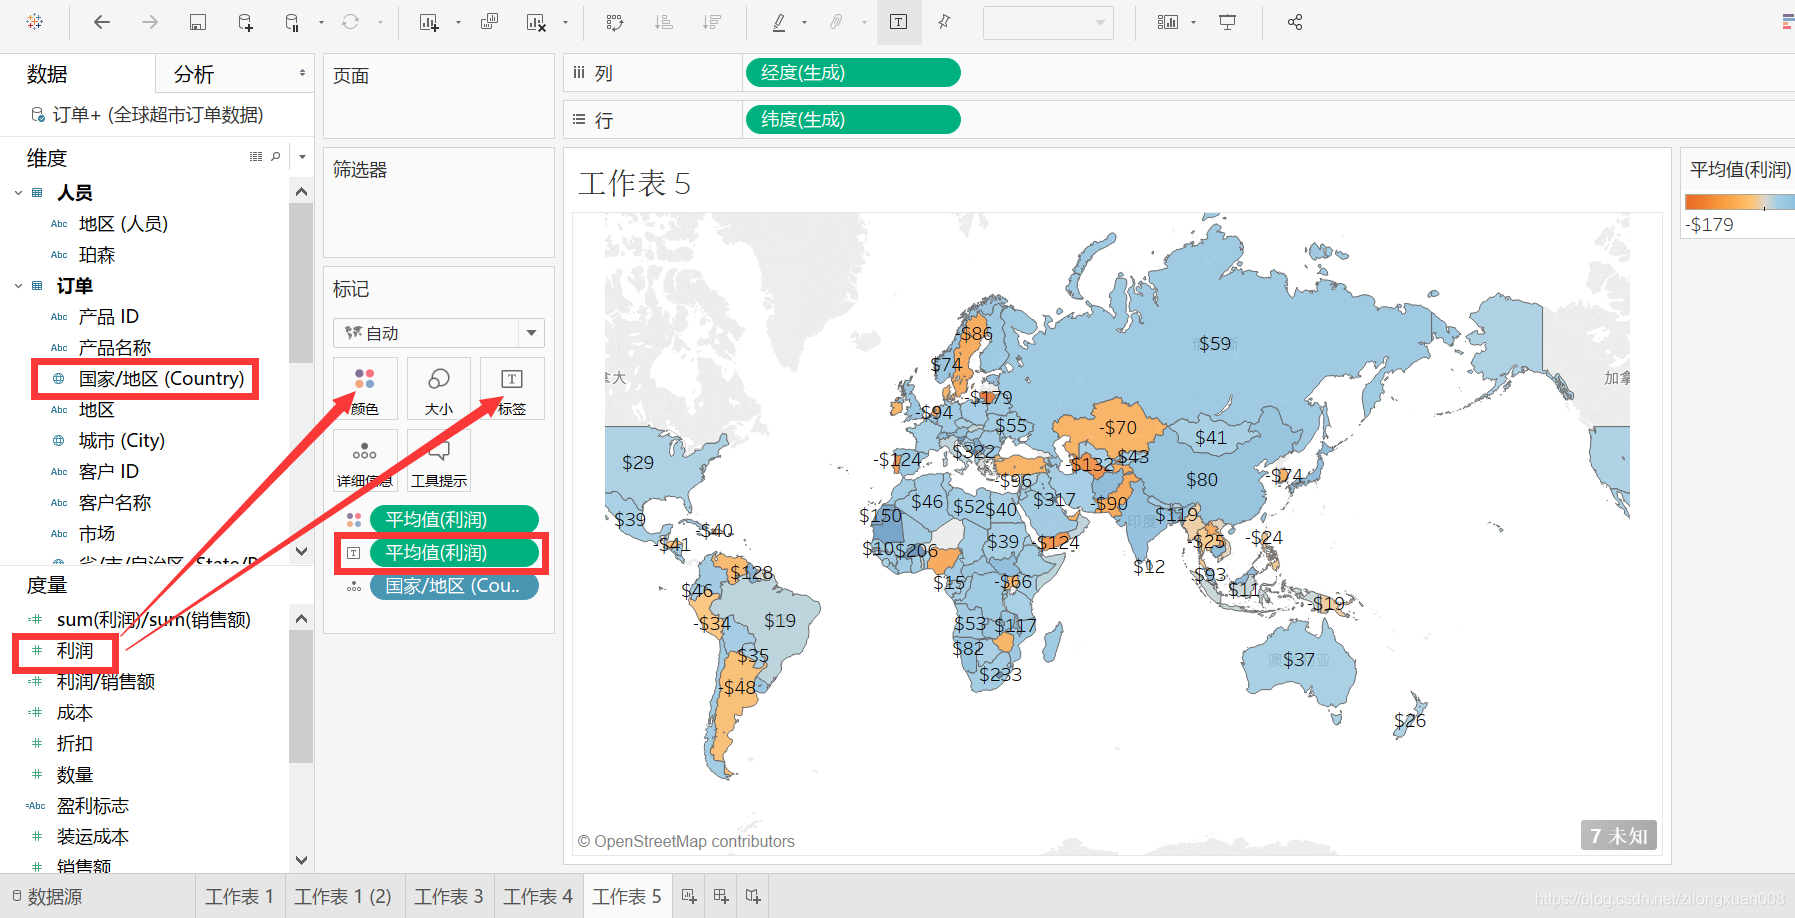 数据
分析
订单+ (全球超市订单数据)
维度
人员
Abc 地区 (人员)
Abc 珀森
订单
Abc 产品 ID
Abc 产品名称
国家/地区 (Country)
Abc 地区
城市 (City)
Abc 客户 ID
Abc 客户名称
Abc 市场
度量
sum(利润)/sum(销售额)
利润
利润/销售额
成本
折扣
数量
=Abc 盈利标志
装运成本
销售额
页面
筛选器
标记
自动
颜色
大小
标签
详细信息
工具提示
平均值(利润)
平均值(利润)
国家/地区 (Cou..
列
经度(生成)
行
纬度(生成)
工作表 5
-$86
$74
-$179
-$94
$55
$59
-$70
$41
$29
-$124
$322
-$132
$43
-$96
$80
-$74
$39
-$40
-$41
$150
$46
$52
$40
$317
-$90
$119
印度
$10
$206
$39
-$124
-$25
-$24
$128
$46
$15
-$66
$12
$93
$11
-$34
$19
$53
$117
-$19
$35
$82
-$48
$233
$37
$26
© OpenStreetMap contributors
7 未知
平均值(利润)
-$179
数据源
工作表 1
工作表 1 (2)
工作表 3
工作表 4
工作表 5
https://blog.csdn.net/zilongxuan008